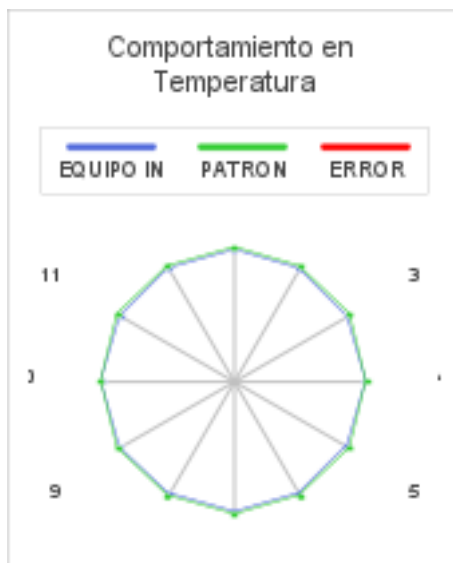 Comportamiento en
Temperatura
EQUIPO IN PATRON ERROR
11 3
9 5